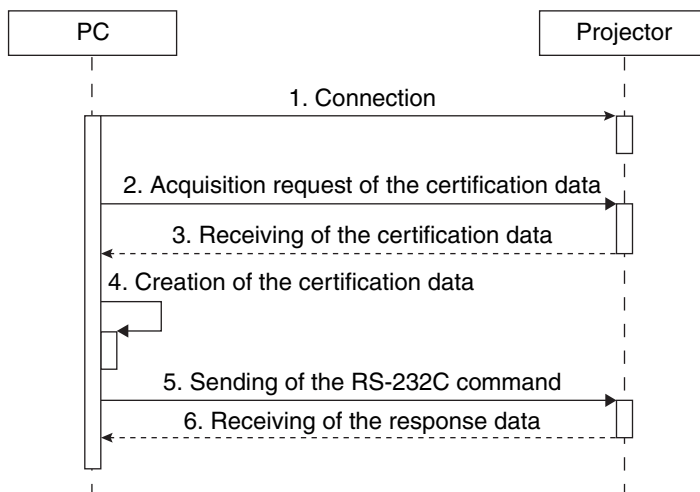 PC
Projector
1. Connection
2. Acquisition request of the certification data
3. Receiving of the certification data
4. Creation of the certification data
5. Sending of the RS-232C command
6. Receiving of the response data